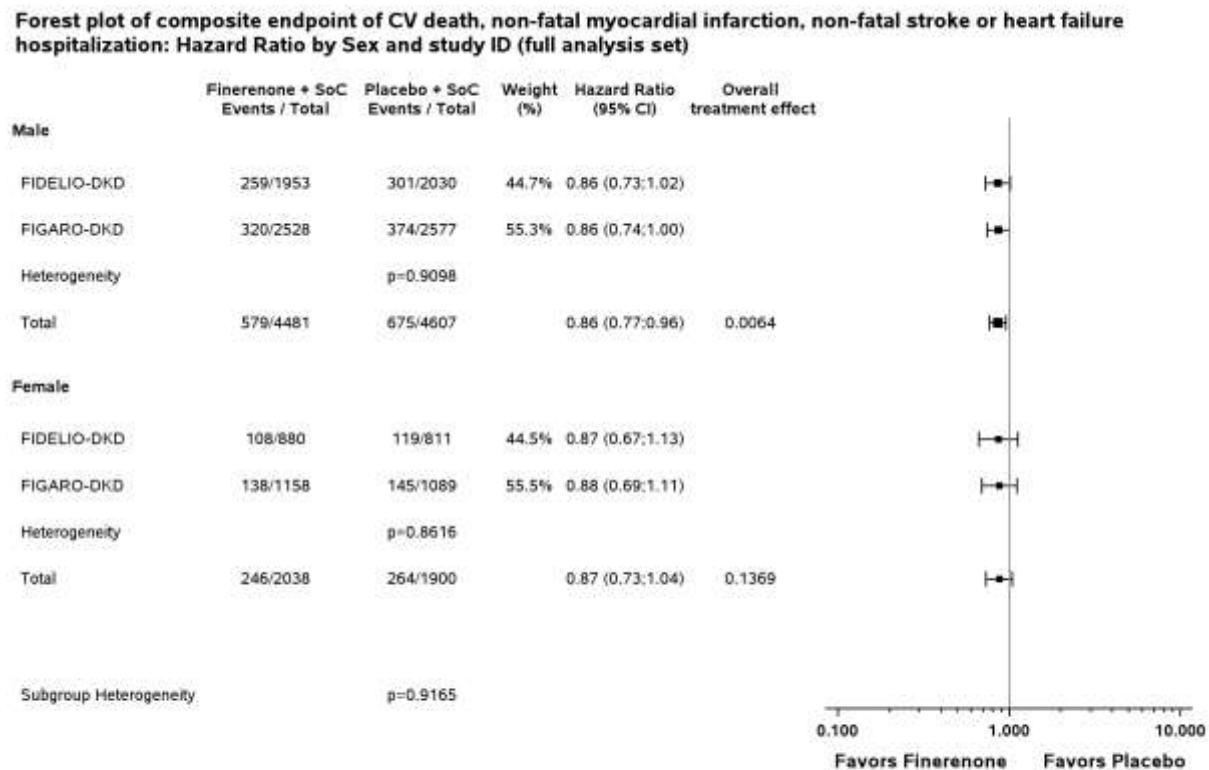 Forest plot of composite endpoint of CV death, non-fatal myocardial infarction, non-fatal stroke or heart failure
hospitalization: Hazard Ratio by Sex and study ID (full analysis set)
Finerenone + SoC Placebo + SoC Weight Hazard Ratio Overall
Events / Total Events / Total (%) (95% CI) treatment effect
Male
FIDELIO-DKD 259/1953 301/2030 44.7% 0.86 (0.73;1.02)
FIGARO-DKD 320/2528 374/2577 55.3% 0.86 (0.74;1.00)
Heterogeneity p=0.9098
Total 579/4481 675/4607 0.86 (0.77;0.96) 0.0064
Female
FIDELIO-DKD 108/880 119/811 44.5% 0.87 (0.67;1.13)
FIGARO-DKD 138/1158 145/1089 55.5% 0.88 (0.69;1.11)
Heterogeneity p=0.8616
Total 246/2038 264/1900 0.87 (0.73;1.04) 0.1369
Subgroup Heterogeneity p=0.9165
0.100 1.000 10.000
Favors Finerenone Favors Placebo